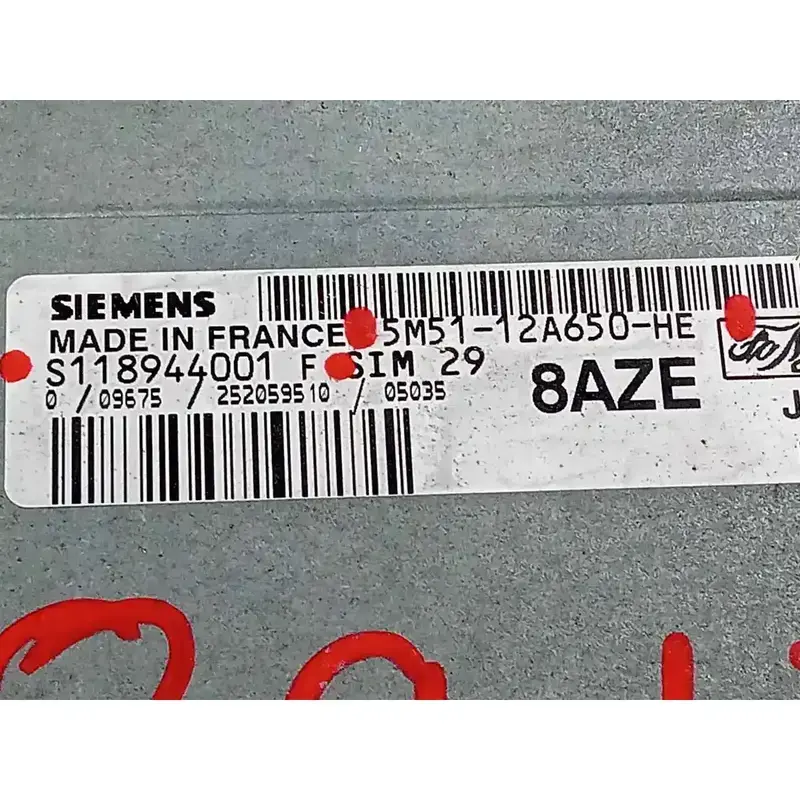 SIEMENS
MADE IN FRANCE 5M51-12A650-HE
S118944001 F SIM 29
0 / 09675 / 252059510 / 05035
8AZE
J